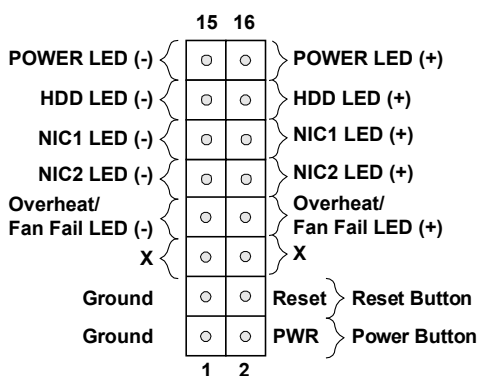 15 16
POWER LED (-) POWER LED (+)
HDD LED (-) HDD LED (+)
NIC1 LED (-) NIC1 LED (+)
NIC2 LED (-) NIC2 LED (+)
Overheat/ Overheat/
Fan Fail LED (-) Fan Fail LED (+)
X X
Ground Reset Reset Button
Ground PWR Power Button
1 2